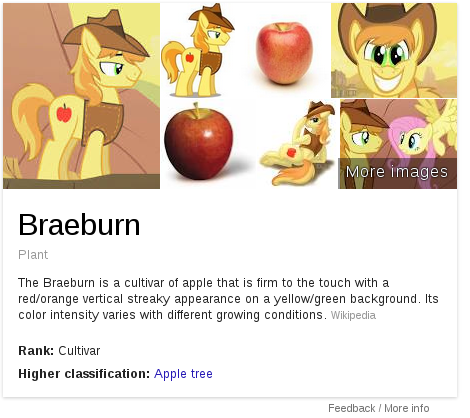 More images
Braeburn
Plant
The Braeburn is a cultivar of apple that is firm to the touch with a
red/orange vertical streaky appearance on a yellow/green background. Its
color intensity varies with different growing conditions. Wikipedia
Rank: Cultivar
Higher classification: Apple tree
Feedback / More info